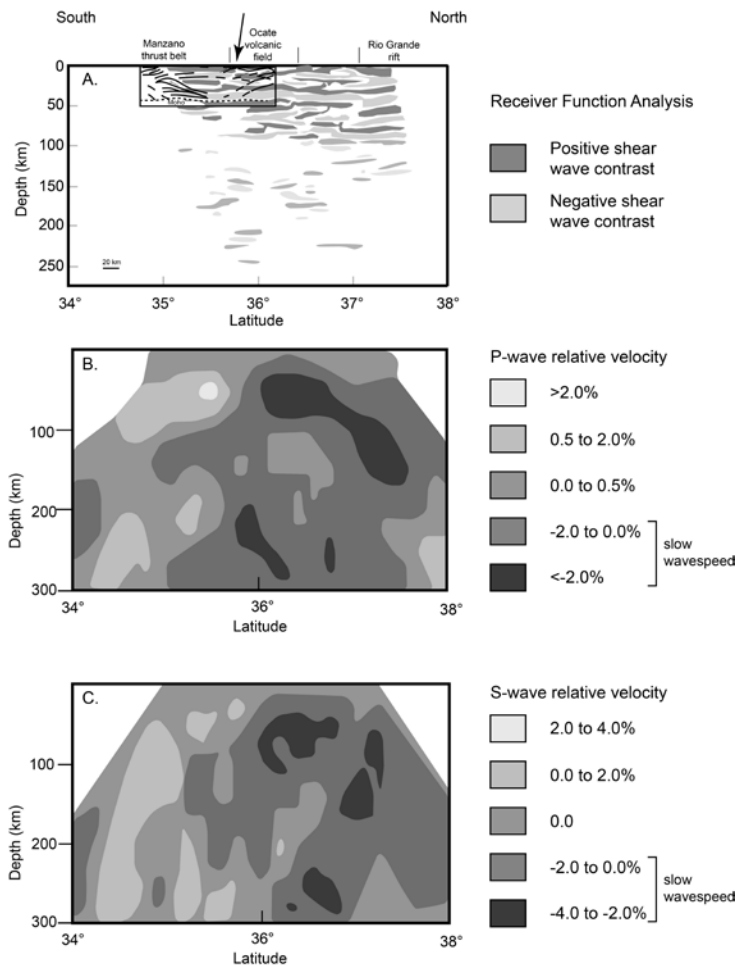 South
North
Manzano
thrust belt
Ocate
volcanic
field
Rio Grande
rift
A.
0
50
100
150
200
250
Depth (km)
Moho
20 km
34°
35°
36°
37°
38°
Latitude
Receiver Function Analysis
Positive shear
wave contrast
Negative shear
wave contrast
B.
100
200
300
Depth (km)
34°
36°
38°
Latitude
P-wave relative velocity
>2.0%
0.5 to 2.0%
0.0 to 0.5%
-2.0 to 0.0%
<-2.0%
slow
wavespeed
C.
100
200
300
Depth (km)
34°
36°
38°
Latitude
S-wave relative velocity
2.0 to 4.0%
0.0 to 2.0%
0.0
-2.0 to 0.0%
-4.0 to -2.0%
slow
wavespeed